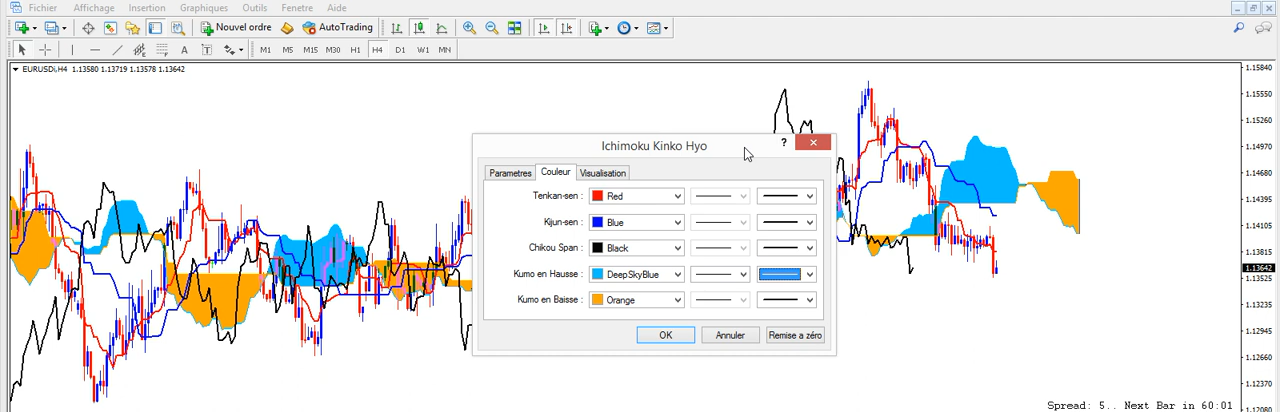 Fichier Affichage Insertion Graphiques Outils Fenetre Aide
Nouvel ordre AutoTrading
A T M1 M5 M15 M30 H1 H4 D1 W1 MN
EURUSDi,H4 1.13580 1.13719 1.13578 1.13642
1.15840
1.15550
1.15260
1.14970
1.14680
1.14395
1.14105
1.13815
1.13642
1.13525
1.13235
1.12945
1.12660
1.12370
1.12080
Ichimoku Kinko Hyo ?
Parametres Couleur Visualisation
Tenkan-sen : Red
Kijun-sen : Blue
Chikou Span : Black
Kumo en Hausse : DeepSkyBlue
Kumo en Baisse : Orange
OK Annuler Remise a zéro
Spread: 5.. Next Bar in 60:01